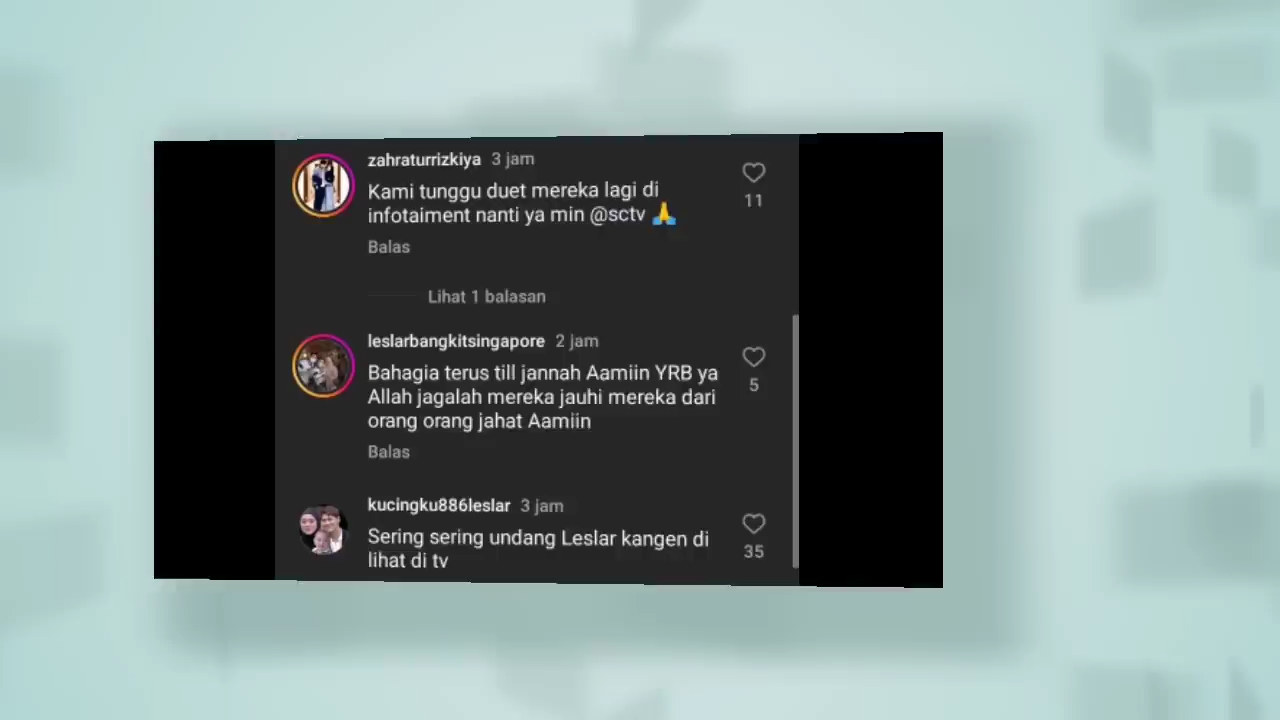 zahraturrizkiya 3 jam
Kami tunggu duet mereka lagi di
infotaiment nanti ya min @sctv 🙏
11
Balas
Lihat 1 balasan
leslarbangkitsingapore 2 jam
Bahagia terus till jannah Aamiin YRB ya
Allah jagalah mereka jauhi mereka dari
orang orang jahat Aamiin
5
Balas
kucingku886leslar 3 jam
Sering sering undang Leslar kangen di
lihat di tv
35